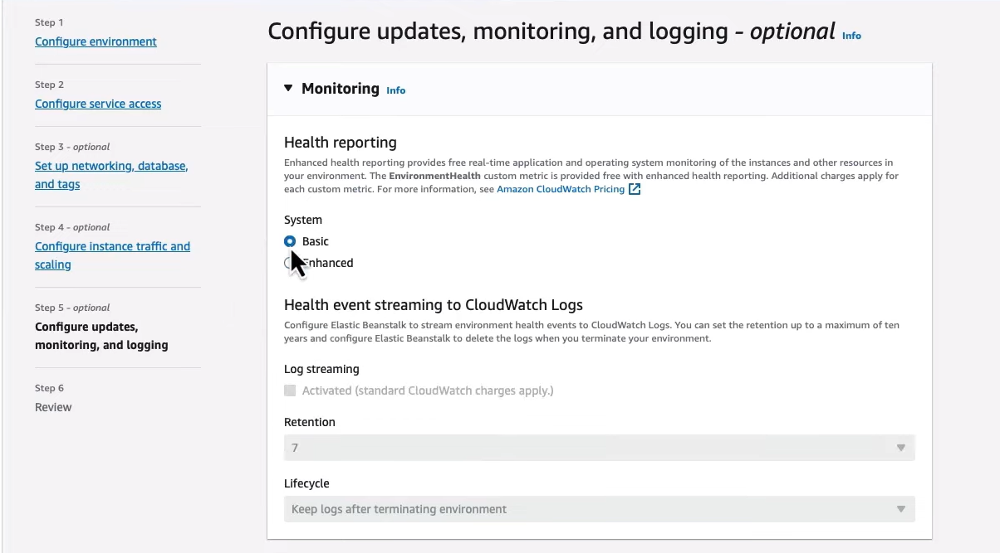 Step 1
Configure environment
Step 2
Configure service access
Step 3 - optional
Set up networking, database,
and tags
Step 4 - optional
Configure instance traffic and
scaling
Step 5 - optional
Configure updates,
monitoring, and logging
Step 6
Review
Configure updates, monitoring, and logging - optional Info
Monitoring Info
Health reporting
Enhanced health reporting provides free real-time application and operating system monitoring of the instances and other resources in
your environment. The EnvironmentHealth custom metric is provided free with enhanced health reporting. Additional charges apply for
each custom metric. For more information, see Amazon CloudWatch Pricing
System
Basic
Enhanced
Health event streaming to CloudWatch Logs
Configure Elastic Beanstalk to stream environment health events to CloudWatch Logs. You can set the retention up to a maximum of ten
years and configure Elastic Beanstalk to delete the logs when you terminate your environment.
Log streaming
Activated (standard CloudWatch charges apply.)
Retention
7
Lifecycle
Keep logs after terminating environment